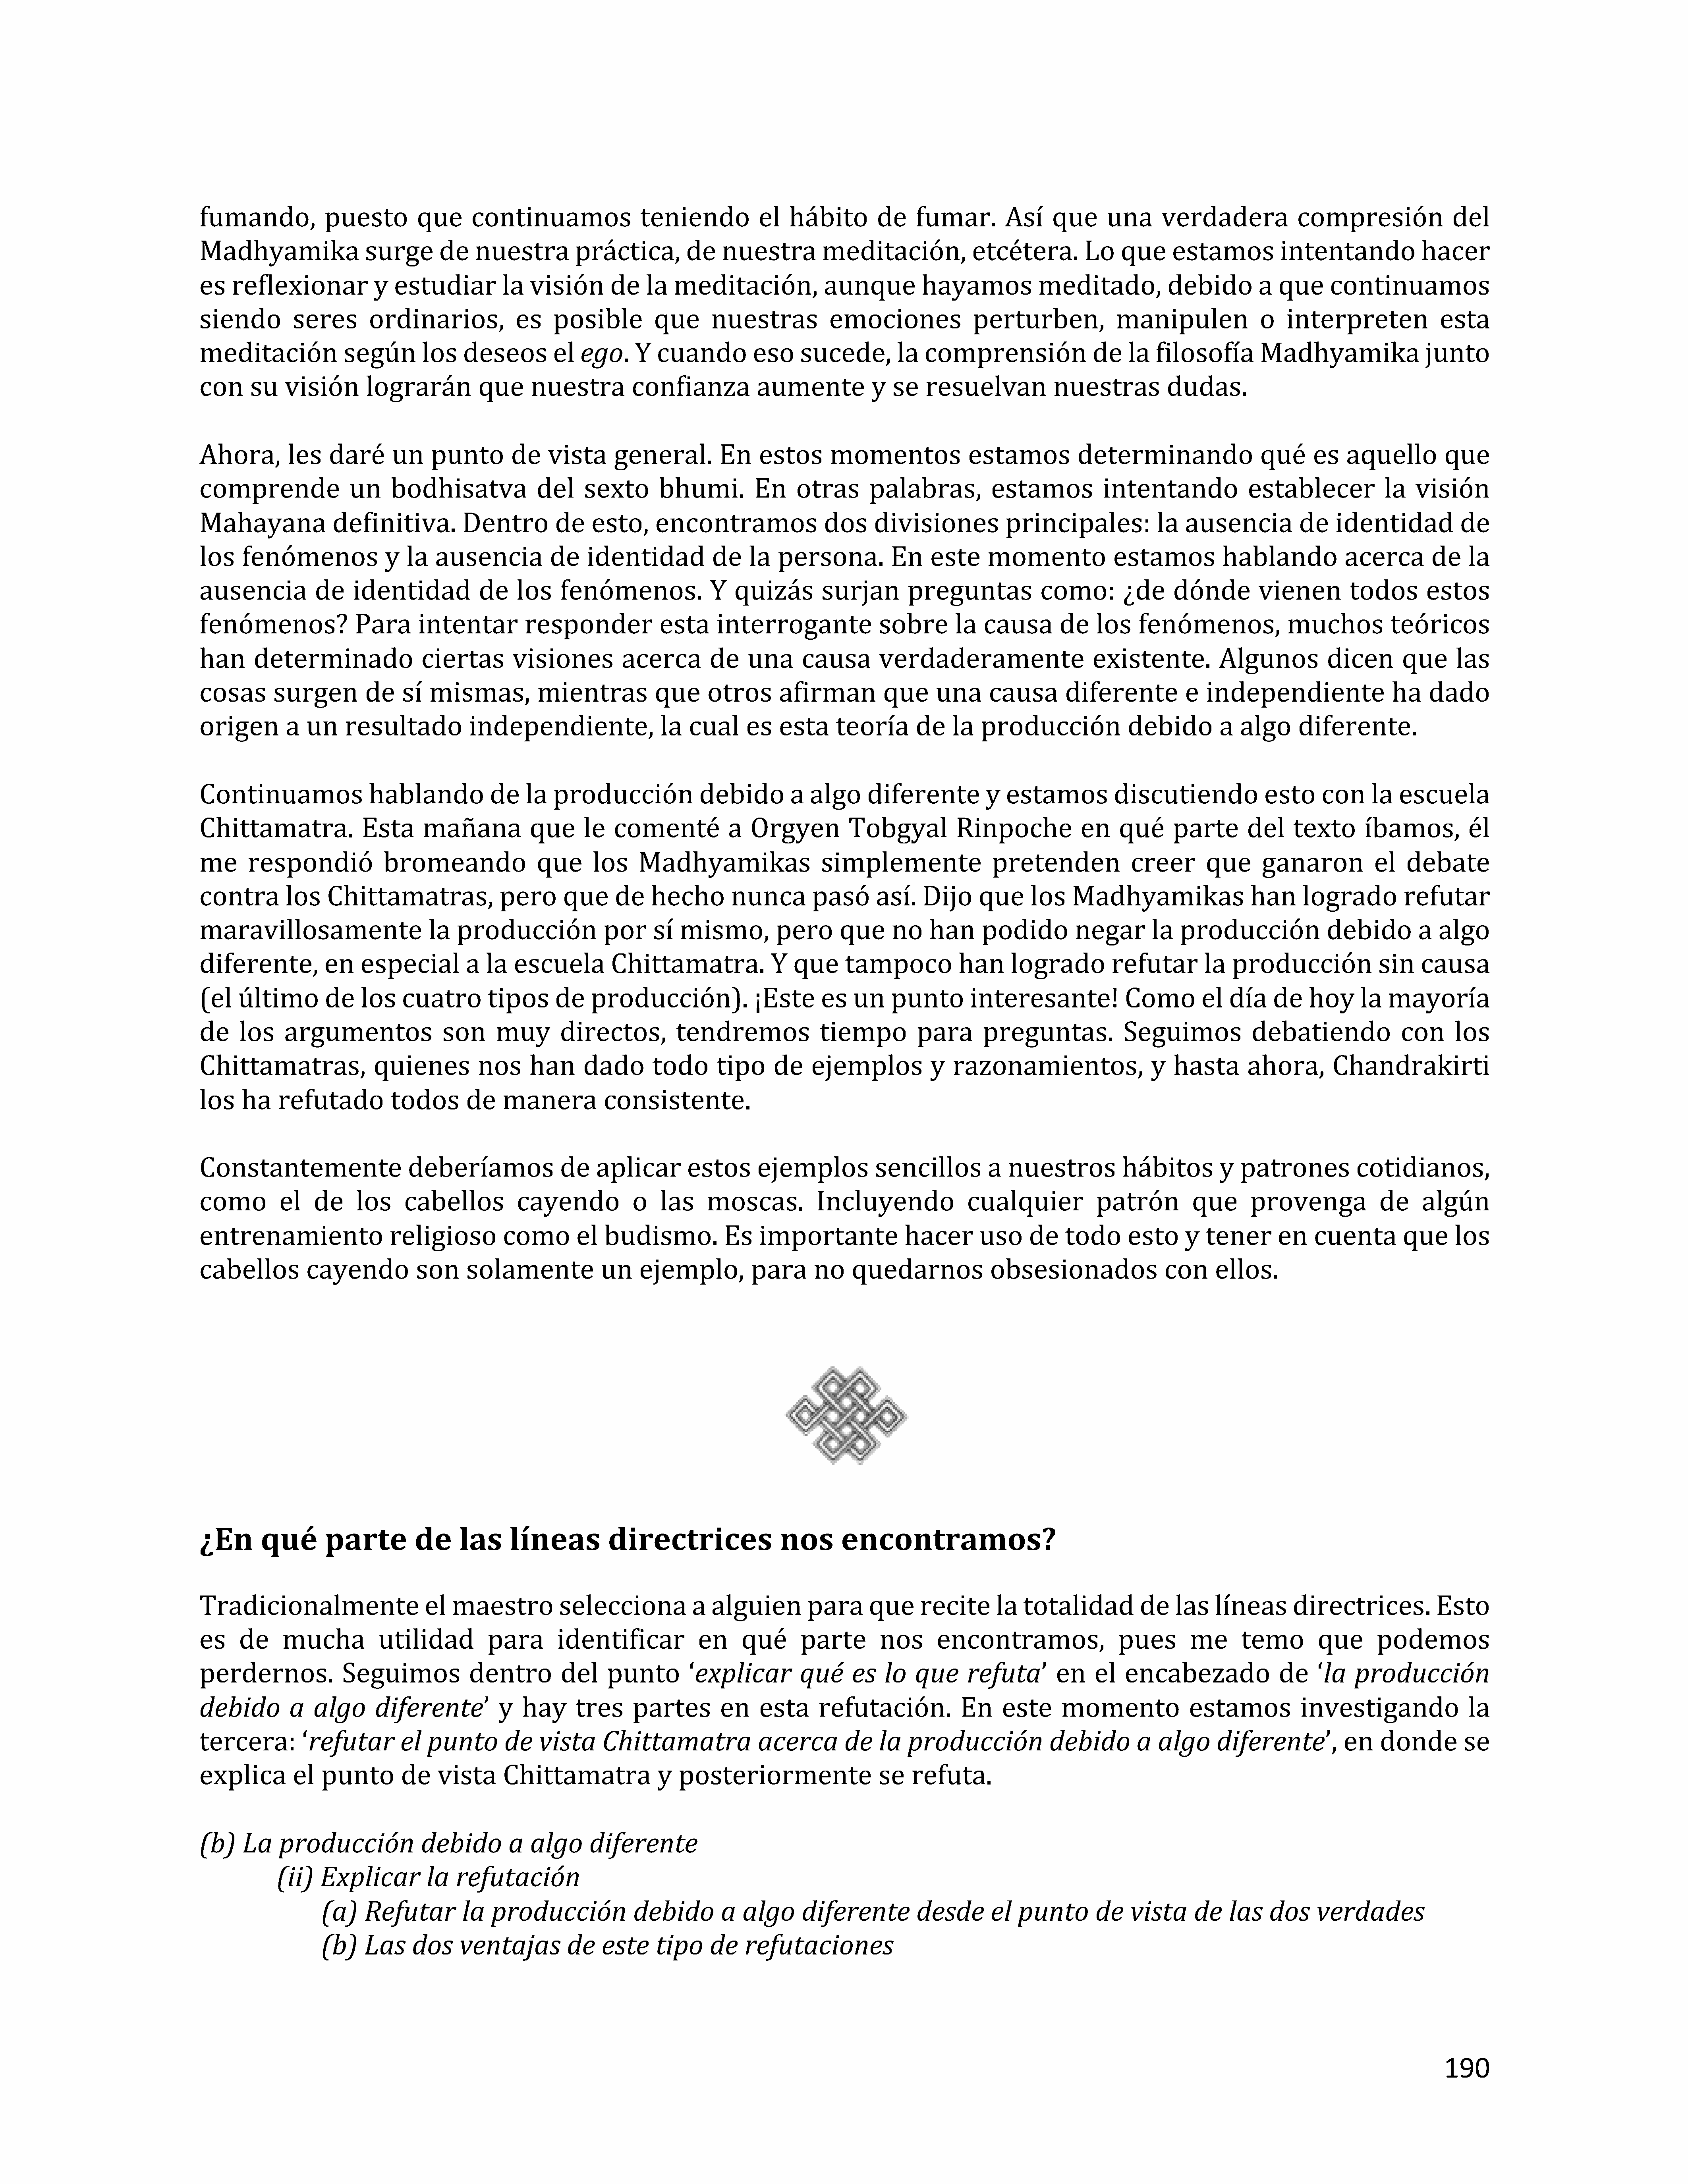 fumando, puesto que continuamos teniendo el hábito de fumar. Así que una verdadera compresión del
Madhyamika surge de nuestra práctica, de nuestra meditación, etcétera. Lo que estamos intentando hacer
es reflexionar y estudiar la visión de la meditación, aunque hayamos meditado, debido a que continuamos
siendo seres ordinarios, es posible que nuestras emociones perturben, manipulen o interpreten esta
meditación según los deseos el ego. Y cuando eso sucede, la comprensión de la filosofía Madhyamika junto
con su visión lograrán que nuestra confianza aumente y se resuelvan nuestras dudas.
Ahora, les daré un punto de vista general. En estos momentos estamos determinando qué es aquello que
comprende un bodhisatva del sexto bhumi. En otras palabras, estamos intentando establecer la visión
Mahayana definitiva. Dentro de esto, encontramos dos divisiones principales: la ausencia de identidad de
los fenómenos y la ausencia de identidad de la persona. En este momento estamos hablando acerca de la
ausencia de identidad de los fenómenos. Y quizás surjan preguntas como: ¿de dónde vienen todos estos
fenómenos? Para intentar responder esta interrogante sobre la causa de los fenómenos, muchos teóricos
han determinado ciertas visiones acerca de una causa verdaderamente existente. Algunos dicen que las
cosas surgen de sí mismas, mientras que otros afirman que una causa diferente e independiente ha dado
origen a un resultado independiente, la cual es esta teoría de la producción debido a algo diferente.
Continuamos hablando de la producción debido a algo diferente y estamos discutiendo esto con la escuela
Chittamatra. Esta mañana que le comenté a Orgyen Tobgyal Rinpoche en qué parte del texto íbamos, él
me respondió bromeando que los Madhyamikas simplemente pretenden creer que ganaron el debate
contra los Chittamatras, pero que de hecho nunca pasó así. Dijo que los Madhyamikas han logrado refutar
maravillosamente la producción por sí mismo, pero que no han podido negar la producción debido a algo
diferente, en especial a la escuela Chittamatra. Y que tampoco han logrado refutar la producción sin causa
(el último de los cuatro tipos de producción). ¡Este es un punto interesante! Como el día de hoy la mayoría
de los argumentos son muy directos, tendremos tiempo para preguntas. Seguimos debatiendo con los
Chittamatras, quienes nos han dado todo tipo de ejemplos y razonamientos, y hasta ahora, Chandrakirti
los ha refutado todos de manera consistente.
Constantemente deberíamos de aplicar estos ejemplos sencillos a nuestros hábitos y patrones cotidianos,
como el de los cabellos cayendo o las moscas. Incluyendo cualquier patrón que provenga de algún
entrenamiento religioso como el budismo. Es importante hacer uso de todo esto y tener en cuenta que los
cabellos cayendo son solamente un ejemplo, para no quedarnos obsesionados con ellos.
¿En qué parte de las líneas directrices nos encontramos?
Tradicionalmente el maestro selecciona a alguien para que recite la totalidad de las líneas directrices. Esto
es de mucha utilidad para identificar en qué parte nos encontramos, pues me temo que podemos
perdernos. Seguimos dentro del punto ‘explicar qué es lo que refuta’ en el encabezado de ‘la producción
debido a algo diferente’ y hay tres partes en esta refutación. En este momento estamos investigando la
tercera: ‘refutar el punto de vista Chittamatra acerca de la producción debido a algo diferente’, en donde se
explica el punto de vista Chittamatra y posteriormente se refuta.
(b) La producción debido a algo diferente
(ii) Explicar la refutación
(a) Refutar la producción debido a algo diferente desde el punto de vista de las dos verdades
(b) Las dos ventajas de este tipo de refutaciones
190